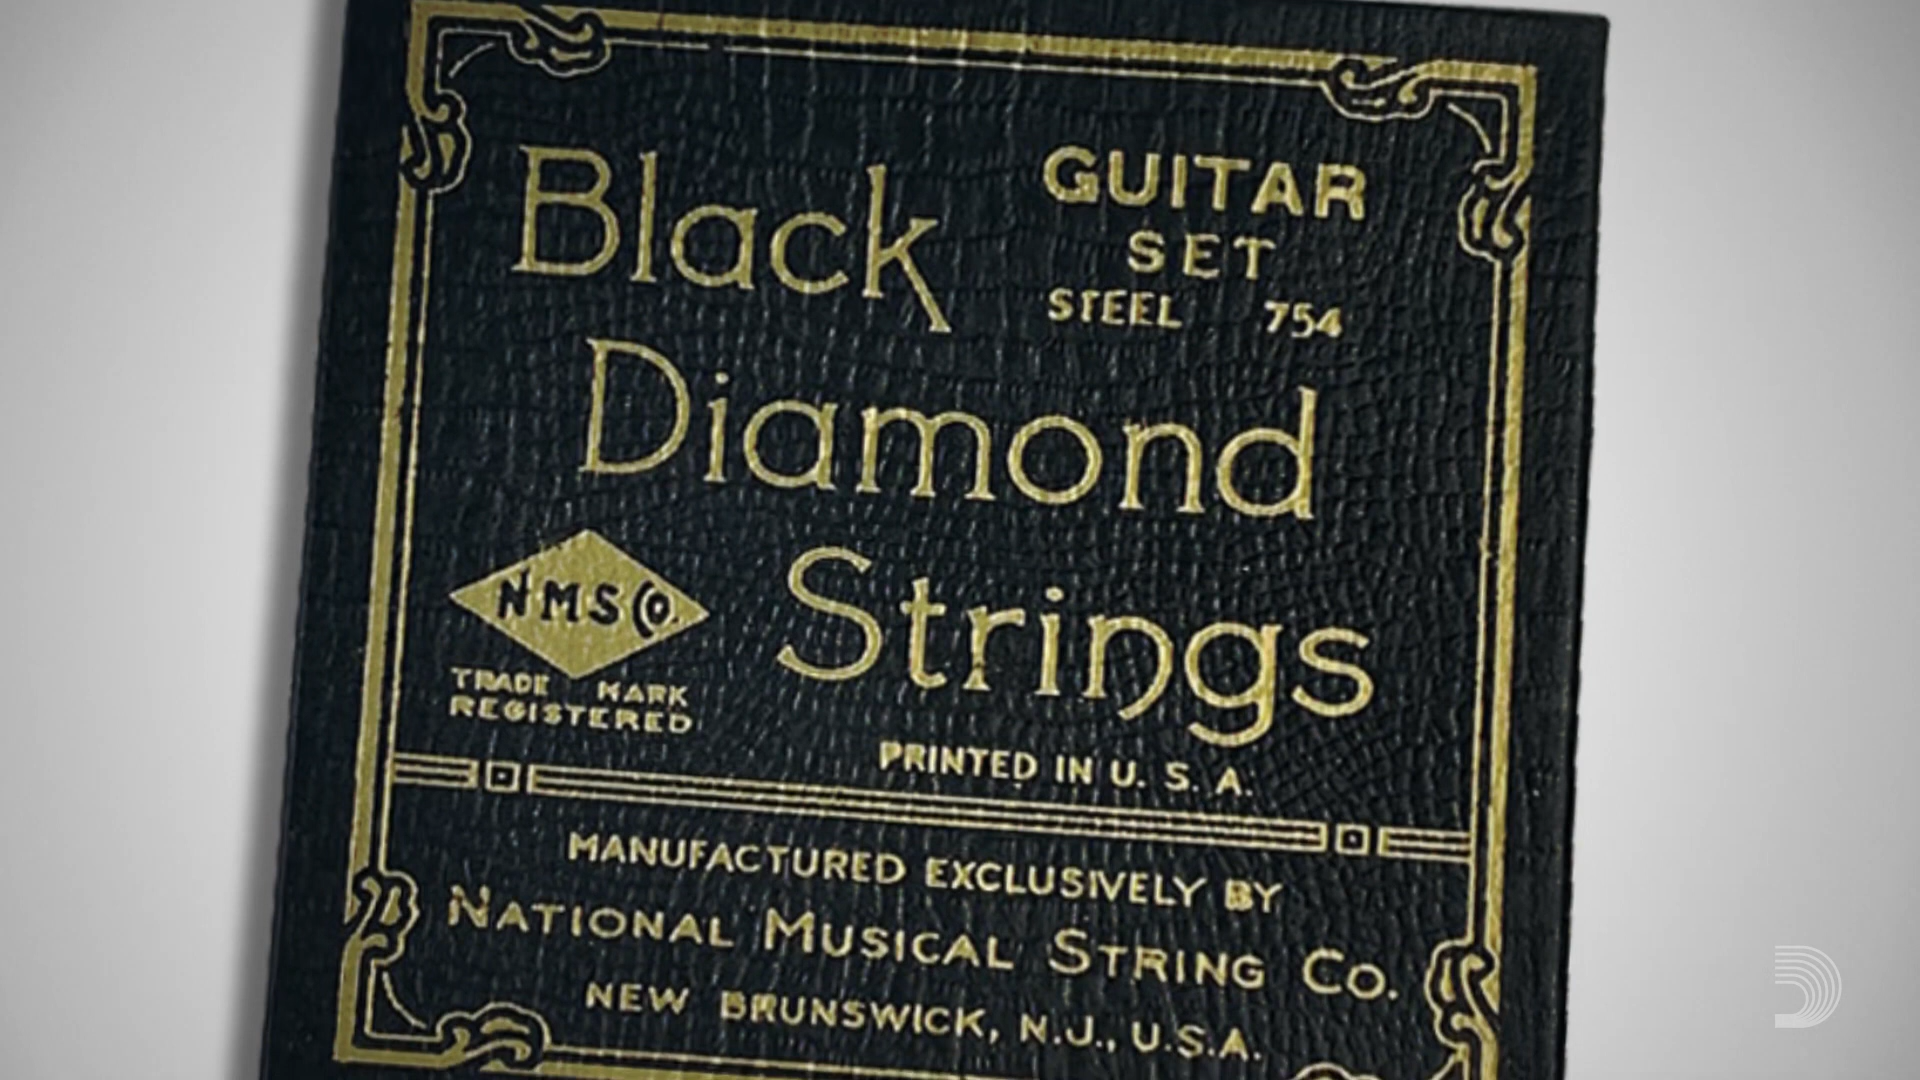 Black
GUITAR
SET
STEEL 754
Diamond
Strings
N.M.S.CO.
TRADE MARK
REGISTERED
PRINTED IN U. S. A.
MANUFACTURED EXCLUSIVELY BY
NATIONAL MUSICAL STRING CO.
NEW BRUNSWICK, N.J., U.S.A.